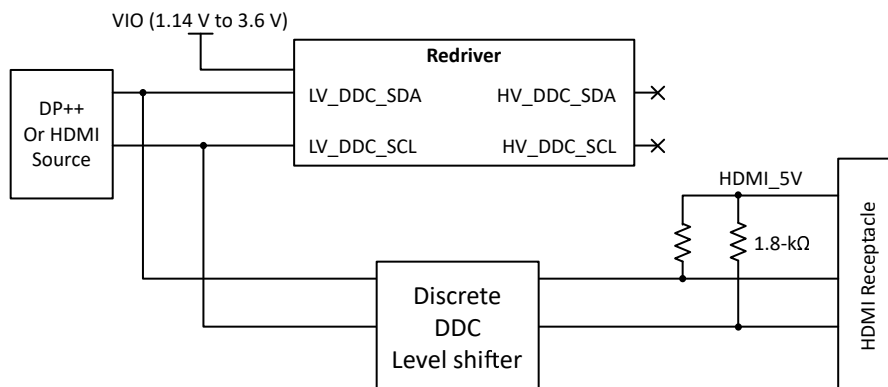 VIO (1.14 V to 3.6 V)
Redriver
DP++
Or HDMI
Source
LV_DDC_SDA
HV_DDC_SDA
LV_DDC_SCL
HV_DDC_SCL
HDMI_5V
1.8-kΩ
HDMI Receptacle
Discrete
DDC
Level shifter